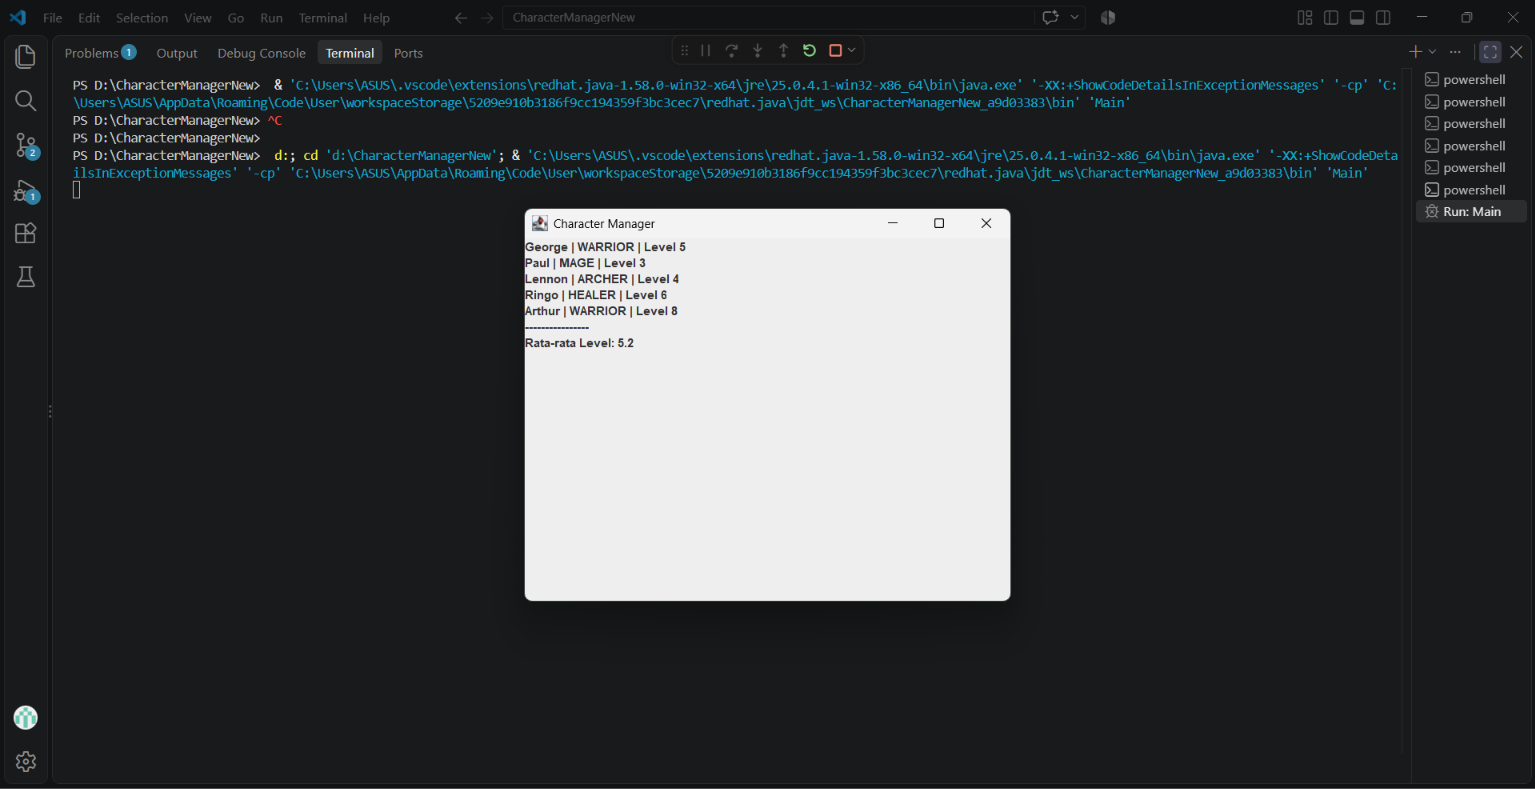 File Edit Selection View Go Run Terminal Help CharacterManagerNew
Problems 1 Output Debug Console Terminal Ports
PS D:\CharacterManagerNew> & 'C:\Users\ASUS\.vscode\extensions\redhat.java-1.58.0-win32-x64\jre\25.0.4.1-win32-x86_64\bin\java.exe' '-XX:+ShowCodeDetailsInExceptionMessages' '-cp' 'C:
\Users\ASUS\AppData\Roaming\Code\User\workspaceStorage\5209e910b3186f9cc194359f3bc3cec7\redhat.java\jdt_ws\CharacterManagerNew_a9d03383\bin' 'Main'
PS D:\CharacterManagerNew> ^C
PS D:\CharacterManagerNew>
PS D:\CharacterManagerNew> d:; cd 'd:\CharacterManagerNew'; & 'C:\Users\ASUS\.vscode\extensions\redhat.java-1.58.0-win32-x64\jre\25.0.4.1-win32-x86_64\bin\java.exe' '-XX:+ShowCodeDeta
ilsInExceptionMessages' '-cp' 'C:\Users\ASUS\AppData\Roaming\Code\User\workspaceStorage\5209e910b3186f9cc194359f3bc3cec7\redhat.java\jdt_ws\CharacterManagerNew_a9d03383\bin' 'Main'
powershell
powershell
powershell
powershell
powershell
powershell
Run: Main
2
1
Character Manager
George | WARRIOR | Level 5
Paul | MAGE | Level 3
Lennon | ARCHER | Level 4
Ringo | HEALER | Level 6
Arthur | WARRIOR | Level 8
----------------
Rata-rata Level: 5.2